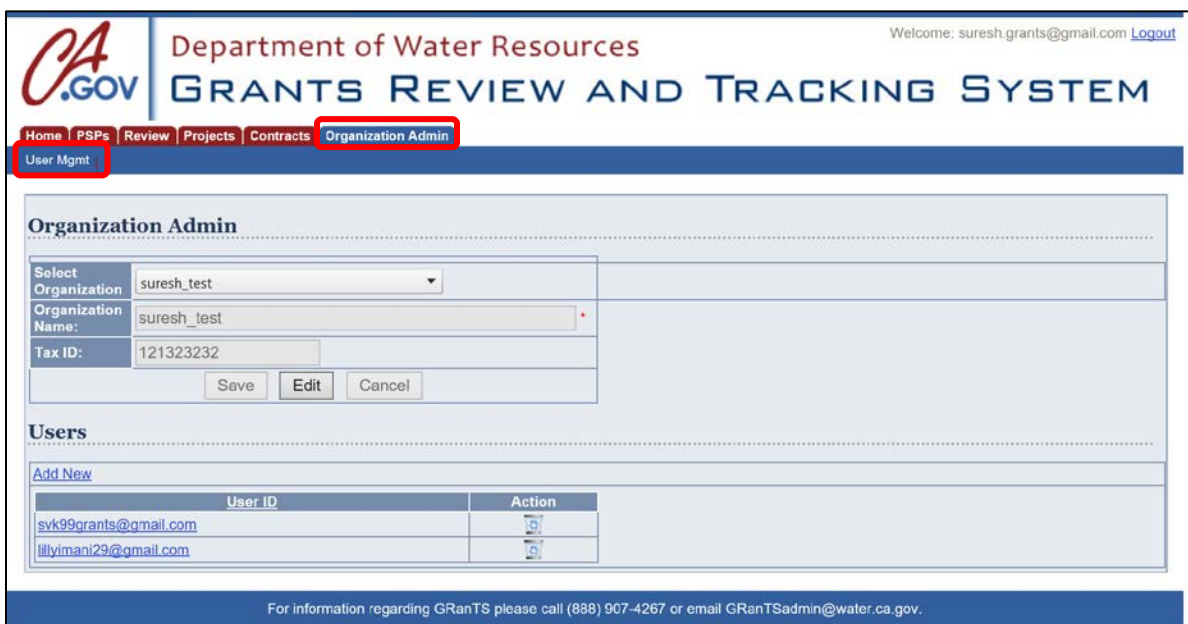 Welcome: suresh.grants@gmail.com Logout
CA
.GOV
Department of Water Resources
GRANTS REVIEW AND TRACKING SYSTEM
Home PSPs Review Projects Contracts Organization Admin
User Mgmt |
Organization Admin
Select
Organization
suresh_test
Organization
Name:
suresh_test *
Tax ID: 121323232
Save Edit Cancel
Users
Add New
User ID Action
svk99grants@gmail.com
lillyimani29@gmail.com
For information regarding GRanTS please call (888) 907-4267 or email GRanTSadmin@water.ca.gov.